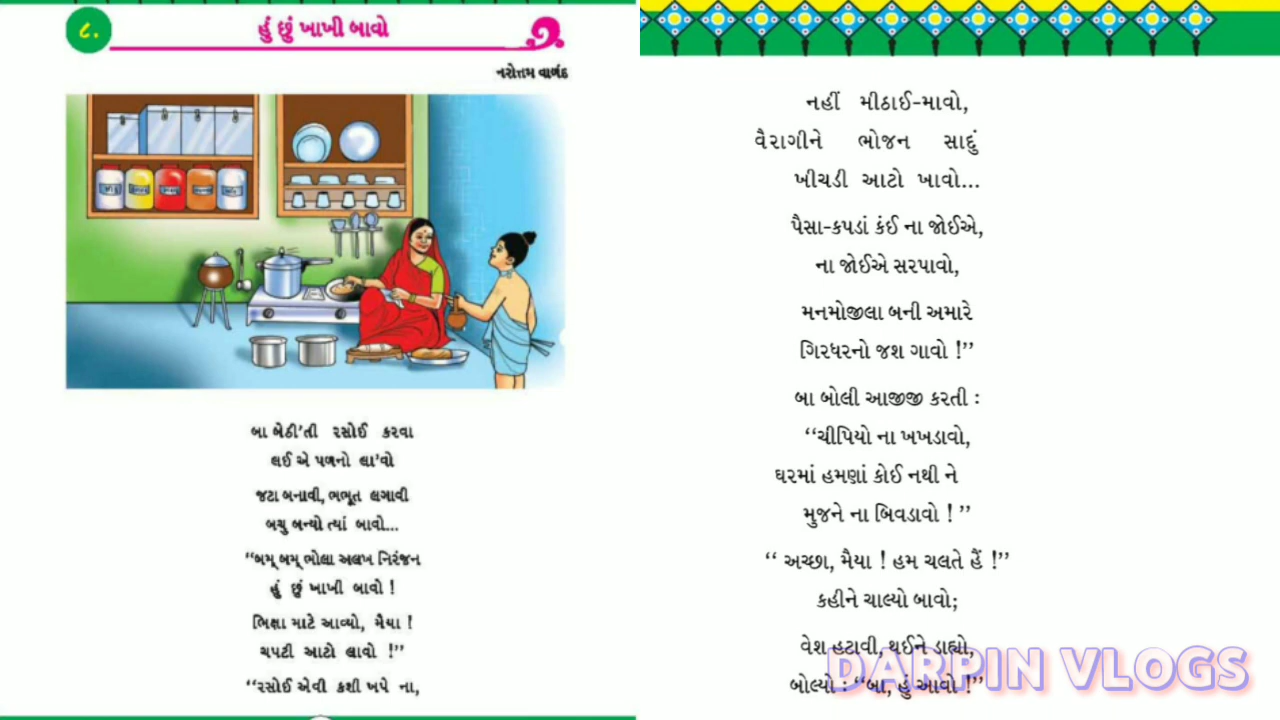 ૮.
હું છું ખાખી બાવો
નરોત્તમ વાળંદ
બા બેઠી'તી રસોઈ કરવા
લઈ એ પળનો લા'વો
જટા બનાવી, ભભૂત લગાવી
બચુ બન્યો ત્યાં બાવો...
“બમ્ બમ્ ભોલા અલખ નિરંજન
હું છું ખાખી બાવો !
ભિક્ષા માટે આવ્યો, મૈયા !
ચપટી આટો લાવો !”
“રસોઈ એવી કશી ખપે ના,
નહીં મીઠાઈ-માવો,
વૈરાગીને ભોજન સાદું
ખીચડી આટો ખાવો...
પૈસા-કપડાં કંઈ ના જોઈએ,
ના જોઈએ સરપાવો,
મનમોજીલા બની અમારે
ગિરધરનો જશ ગાવો !”
બા બોલી આજીજી કરતી :
“ચીપિયો ના ખખડાવો,
ઘરમાં હમણાં કોઈ નથી ને
મુજને ના બિવડાવો ! ”
“ અચ્છા, મૈયા ! હમ ચલતે હૈં !”
કહીને ચાલ્યો બાવો;
વેશ હટાવી, થઈને ડાહ્યો,
બોલ્યો : “બા, હું આવો !”
DARPIN VLOGS